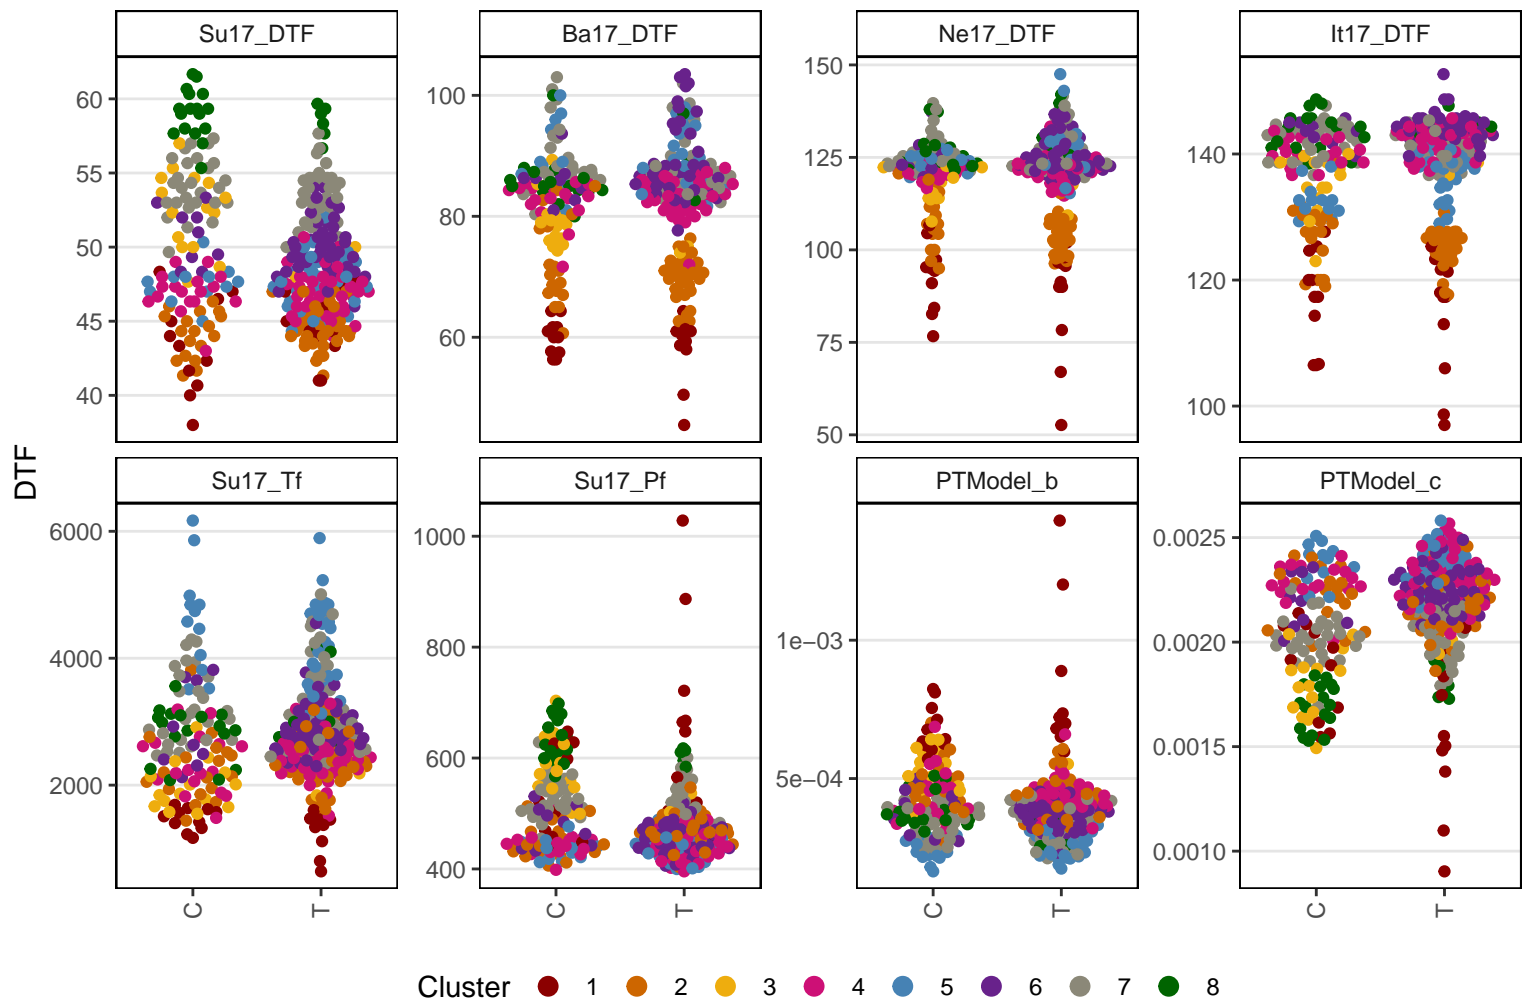 Su17_DTF
Ba17_DTF
Ne17_DTF
It17_DTF
60
55
50
45
40
100
80
60
150
125
100
75
50
140
120
100
DTF
Su17_Tf
Su17_Pf
PTModel_b
PTModel_c
6000
4000
2000
1000
800
600
400
1e−03
5e−04
0.0025
0.0020
0.0015
0.0010
C
T
C
T
C
T
C
T
Cluster 1 2 3 4 5 6 7 8